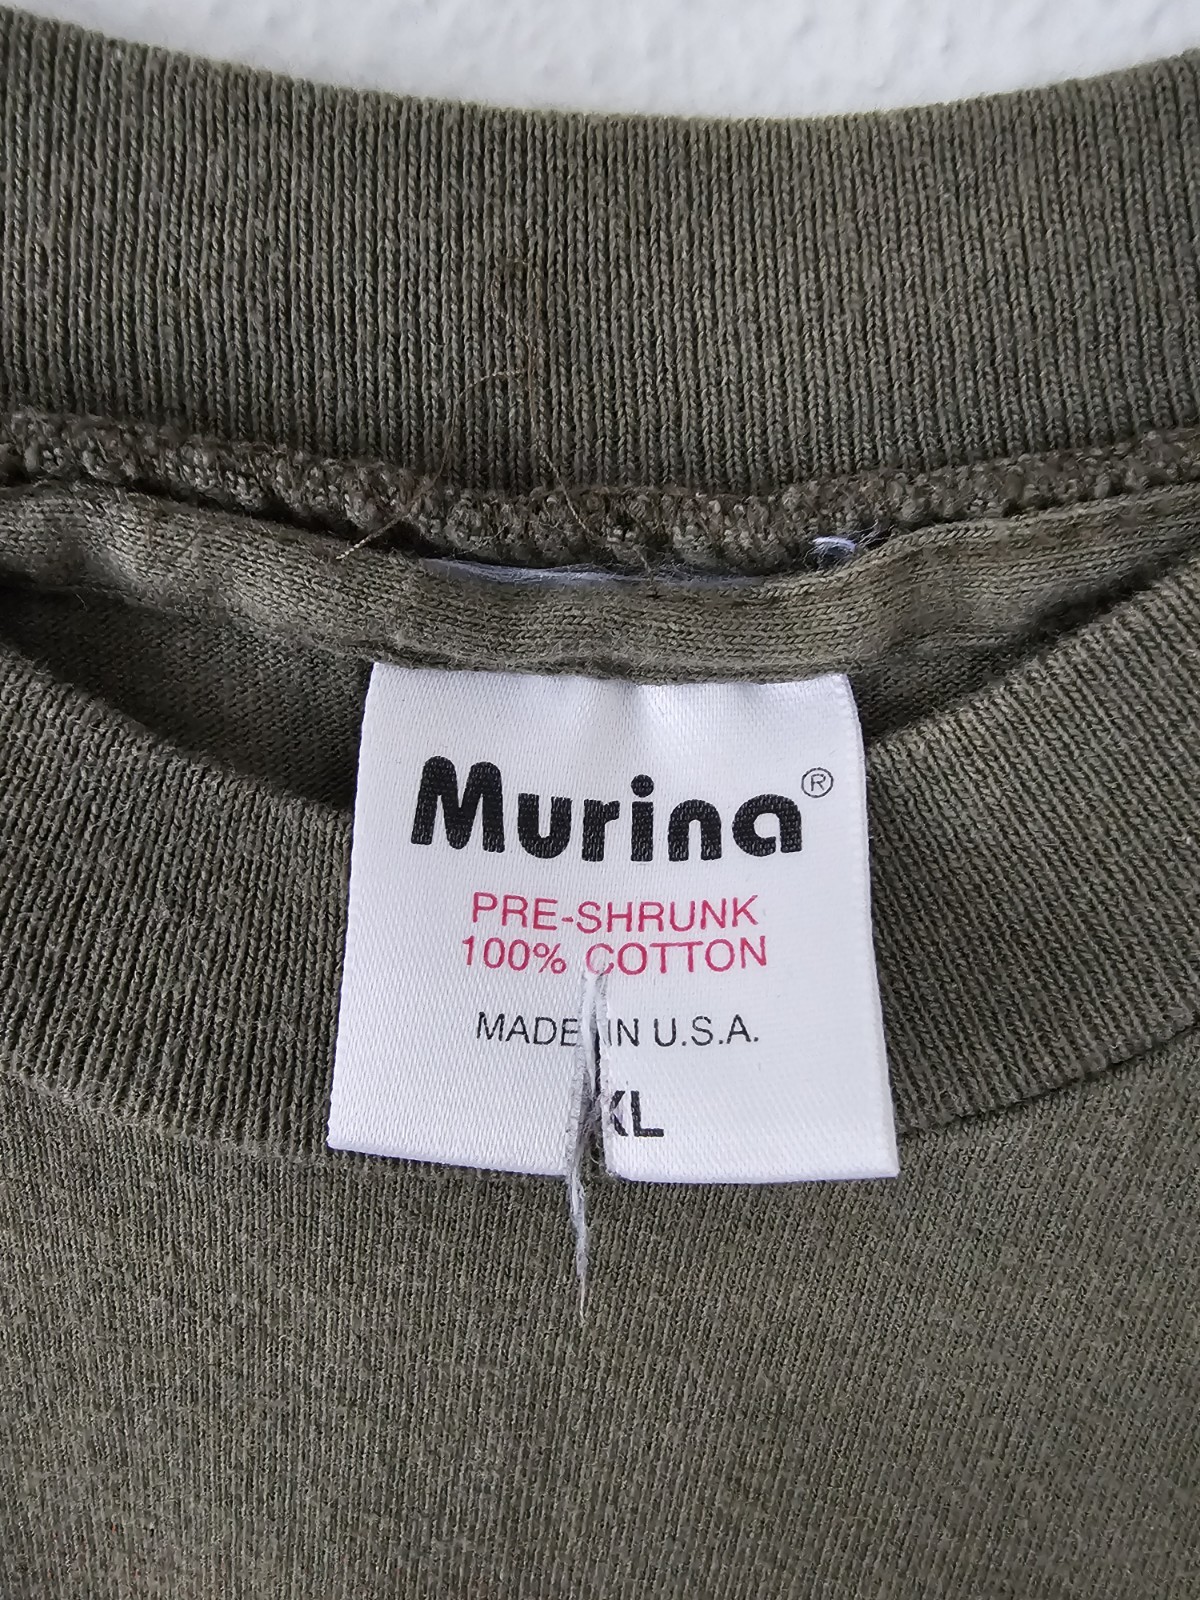 Murina®
PRE-SHRUNK
100% COTTON
MADE IN U.S.A.
XL